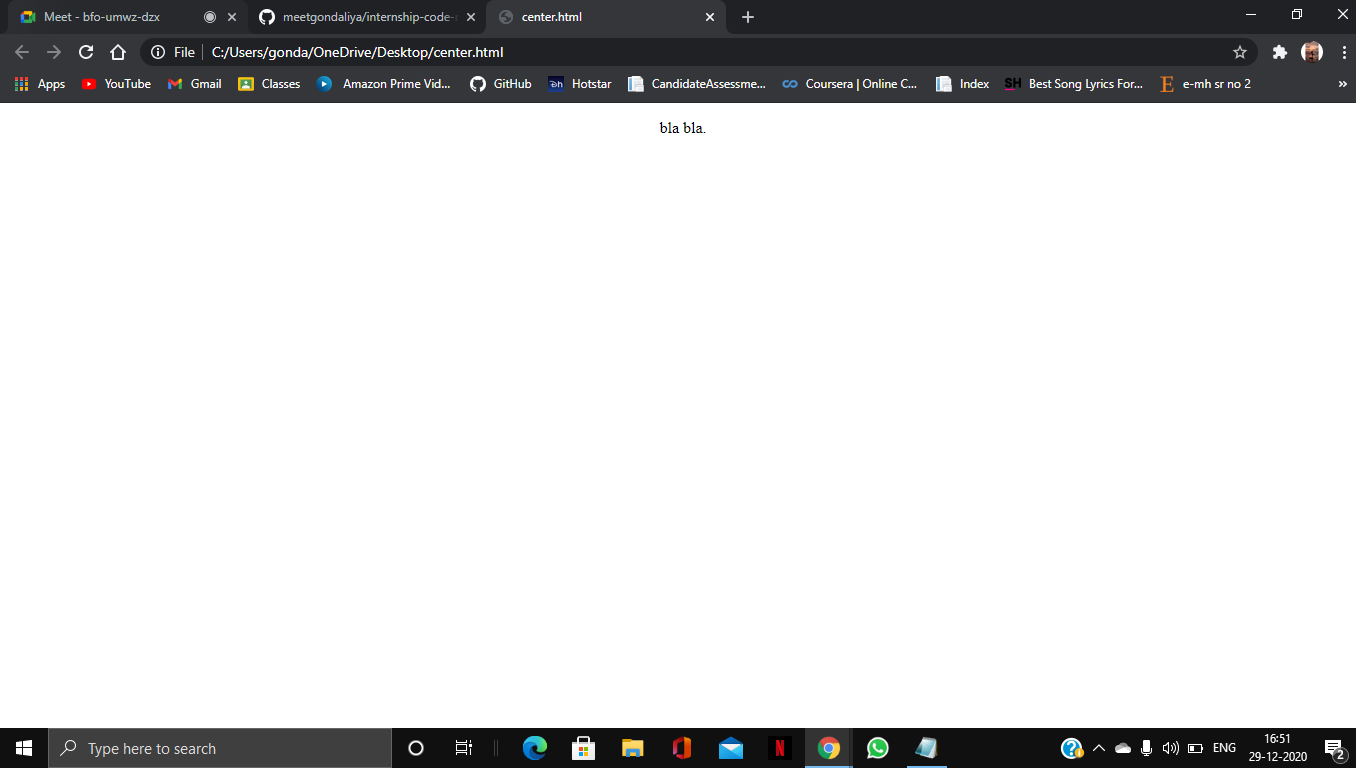 Meet - bfo-umwz-dzx
meetgondaliya/internship-code-
center.html
File
C:/Users/gonda/OneDrive/Desktop/center.html
Apps
YouTube
Gmail
Classes
Amazon Prime Vid...
GitHub
Hotstar
CandidateAssessme...
Coursera | Online C...
Index
SH
Best Song Lyrics For...
E
e-mh sr no 2
»
bla bla.
Type here to search
N
ENG
16:51
29-12-2020
2